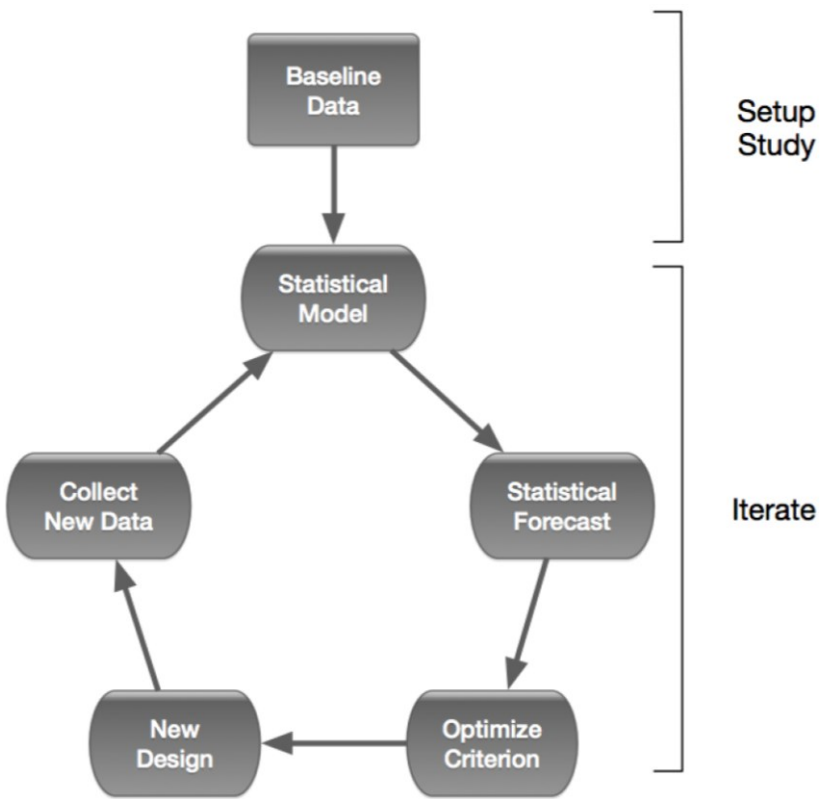 Baseline
Data
Setup
Study
Statistical
Model
Collect
New Data
Statistical
Forecast
Iterate
New
Design
Optimize
Criterion